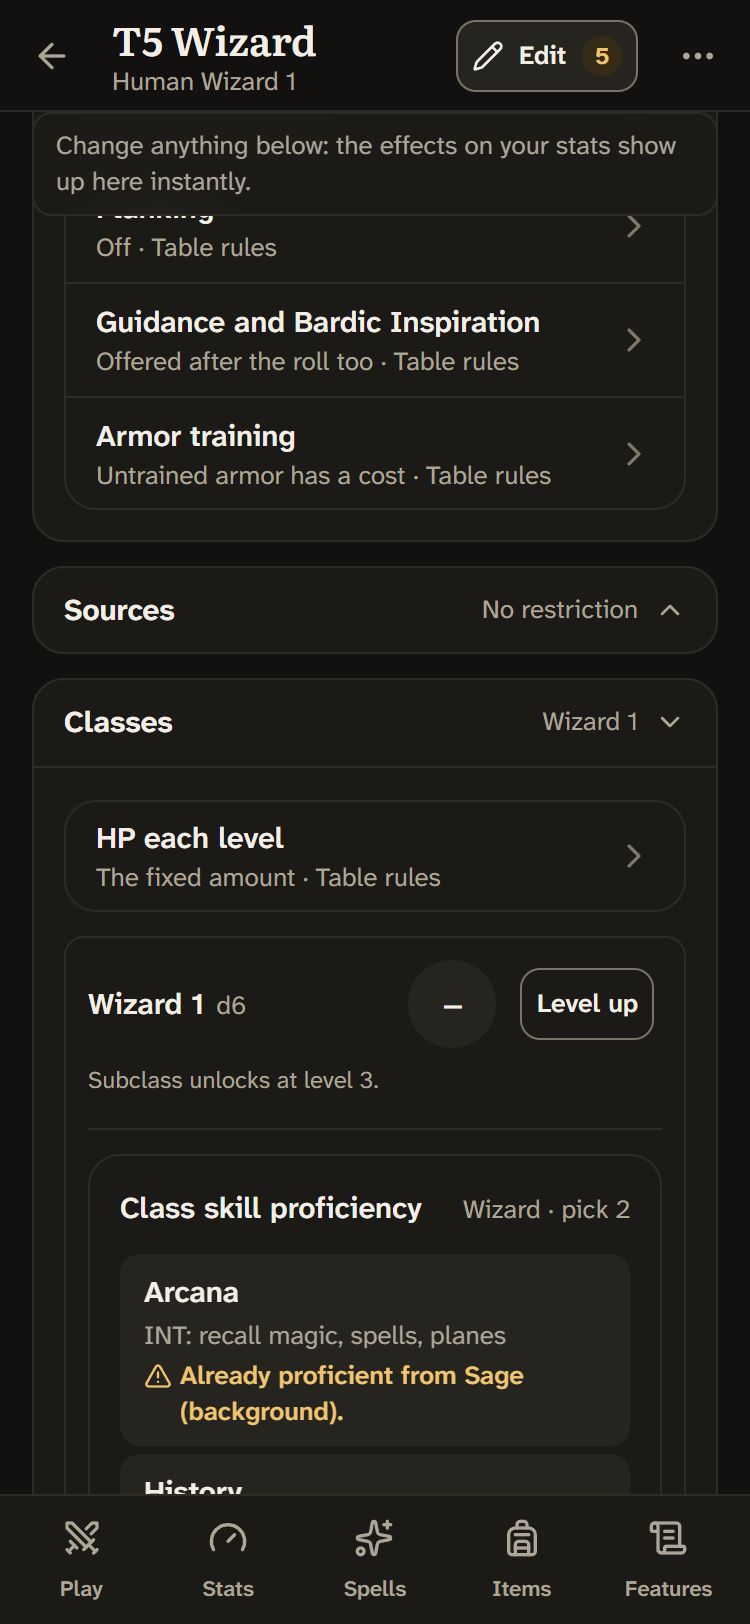 T5 Wizard
Human Wizard 1
Edit 5
Change anything below: the effects on your stats show
up here instantly.
Flanking
Off · Table rules
Guidance and Bardic Inspiration
Offered after the roll too · Table rules
Armor training
Untrained armor has a cost · Table rules
Sources No restriction
Classes Wizard 1
HP each level
The fixed amount · Table rules
Wizard 1 d6 – Level up
Subclass unlocks at level 3.
Class skill proficiency Wizard · pick 2
Arcana
INT: recall magic, spells, planes
Already proficient from Sage
(background).
History
Play Stats Spells Items Features